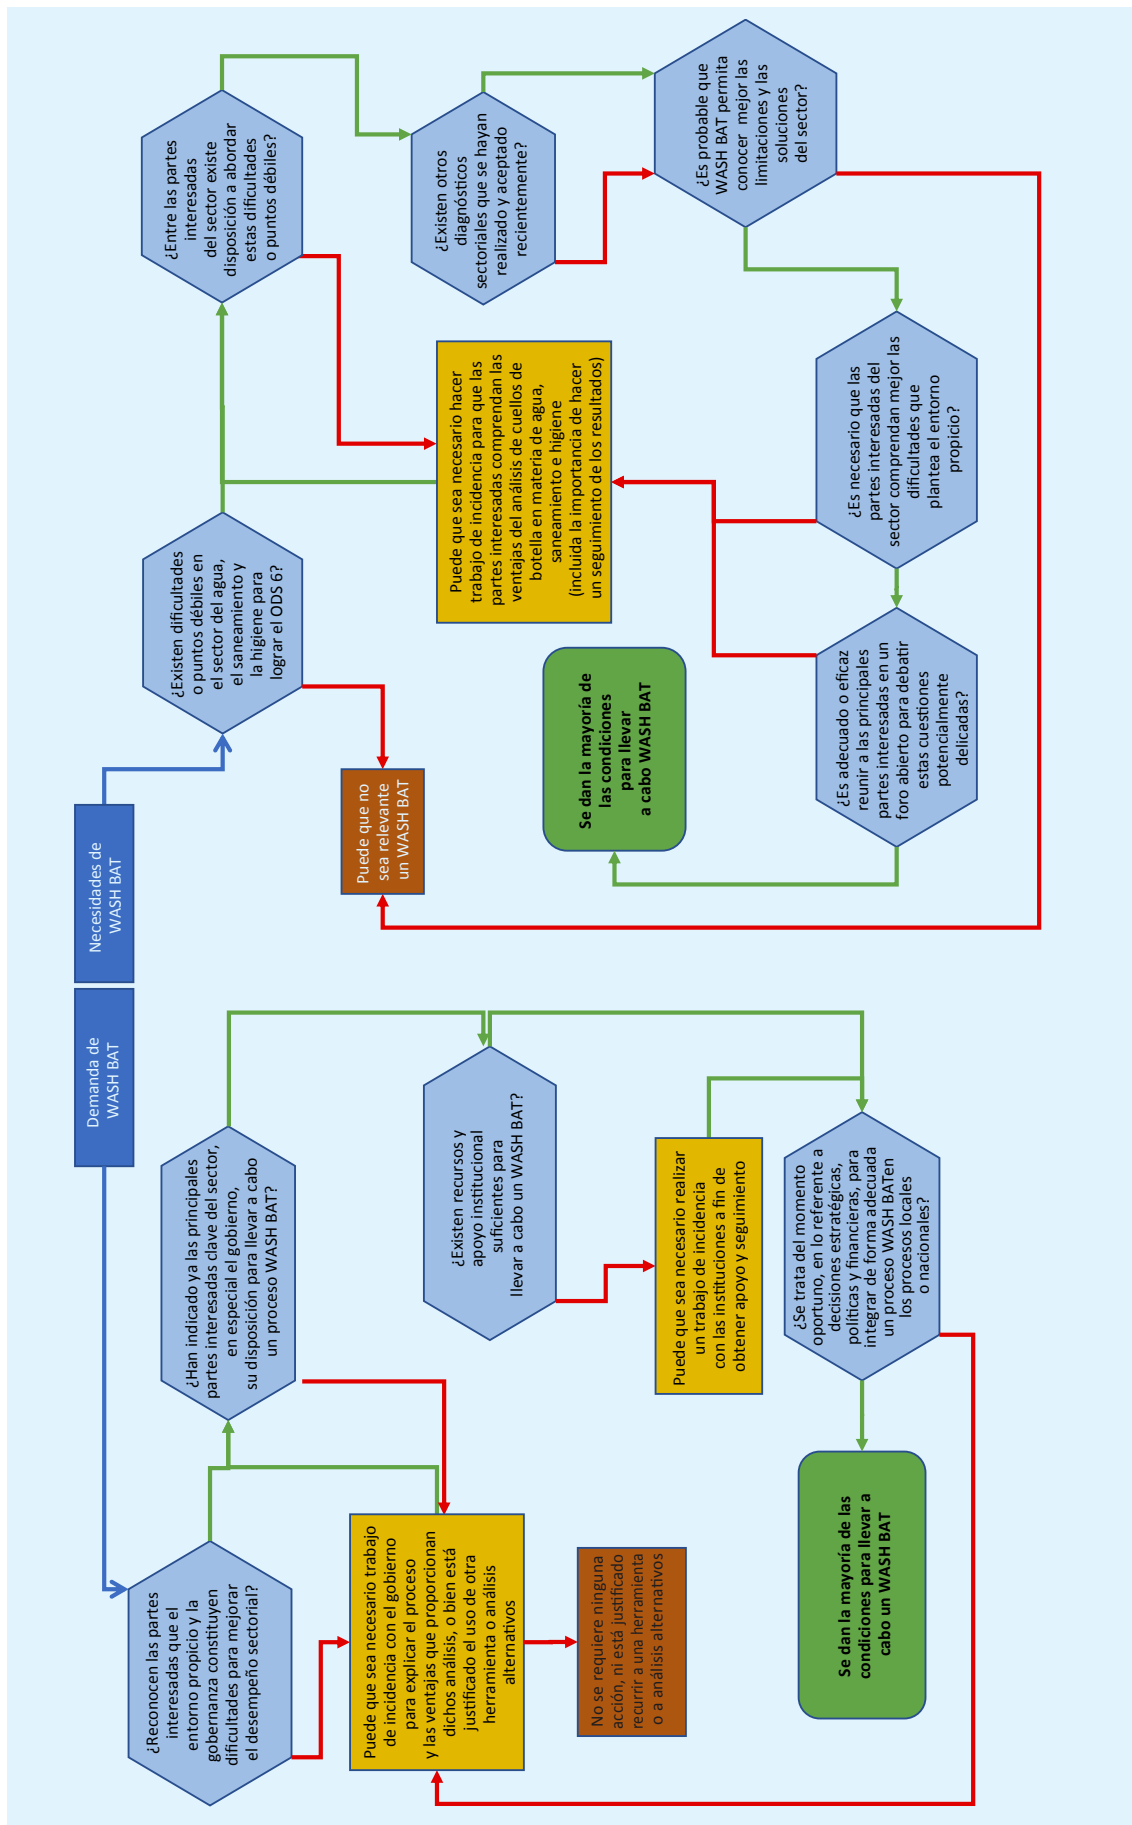 Demanda de
WASH BAT
Necesidades de
WASH BAT
¿Reconocen las partes
interesadas que el
entorno propicio y la
gobernanza constituyen
dificultades para mejorar
el desempeño sectorial?
¿Han indicado ya las principales
partes interesadas clave del sector,
en especial el gobierno,
su disposición para llevar a cabo
un proceso WASH BAT?
Puede que sea necesario trabajo
de incidencia con el gobierno
para explicar el proceso
y las ventajas que proporcionan
dichos análisis, o bien está
justificado el uso de otra
herramienta o análisis
alternativos
No se requiere ninguna
acción, ni está justificado
recurrir a una herramienta
o a análisis alternativos
¿Existen recursos y
apoyo institucional
suficientes para
llevar a cabo un WASH BAT?
Puede que sea necesario realizar
un trabajo de incidencia
con las instituciones a fin de
obtener apoyo y seguimiento
¿Se trata del momento
oportuno, en lo referente a
decisiones estratégicas,
políticas y financieras, para
integrar de forma adecuada
un proceso WASH BATen
los procesos locales
o nacionales?
Se dan la mayoría de las
condiciones para llevar a
cabo un WASH BAT
¿Existen dificultades
o puntos débiles en
el sector del agua,
el saneamiento y
la higiene para
lograr el ODS 6?
¿Entre las partes
interesadas
del sector existe
disposición a abordar
estas dificultades
o puntos débiles?
Puede que no
sea relevante
un WASH BAT
Puede que sea necesario hacer
trabajo de incidencia para que las
partes interesadas comprendan las
ventajas del análisis de cuellos de
botella en materia de agua,
saneamiento e higiene
(incluida la importancia de hacer
un seguimiento de los resultados)
¿Existen otros
diagnósticos
sectoriales que se hayan
realizado y aceptado
recientemente?
¿Es probable que
WASH BAT permita
conocer mejor las
limitaciones y las
soluciones
del sector?
¿Es necesario que las
partes interesadas del
sector comprendan mejor las
dificultades que
plantea el entorno
propicio?
¿Es adecuado o eficaz
reunir a las principales
partes interesadas en un
foro abierto para debatir
estas cuestiones
potencialmente
delicadas?
Se dan la mayoría de
las condiciones
para llevar
a cabo WASH BAT